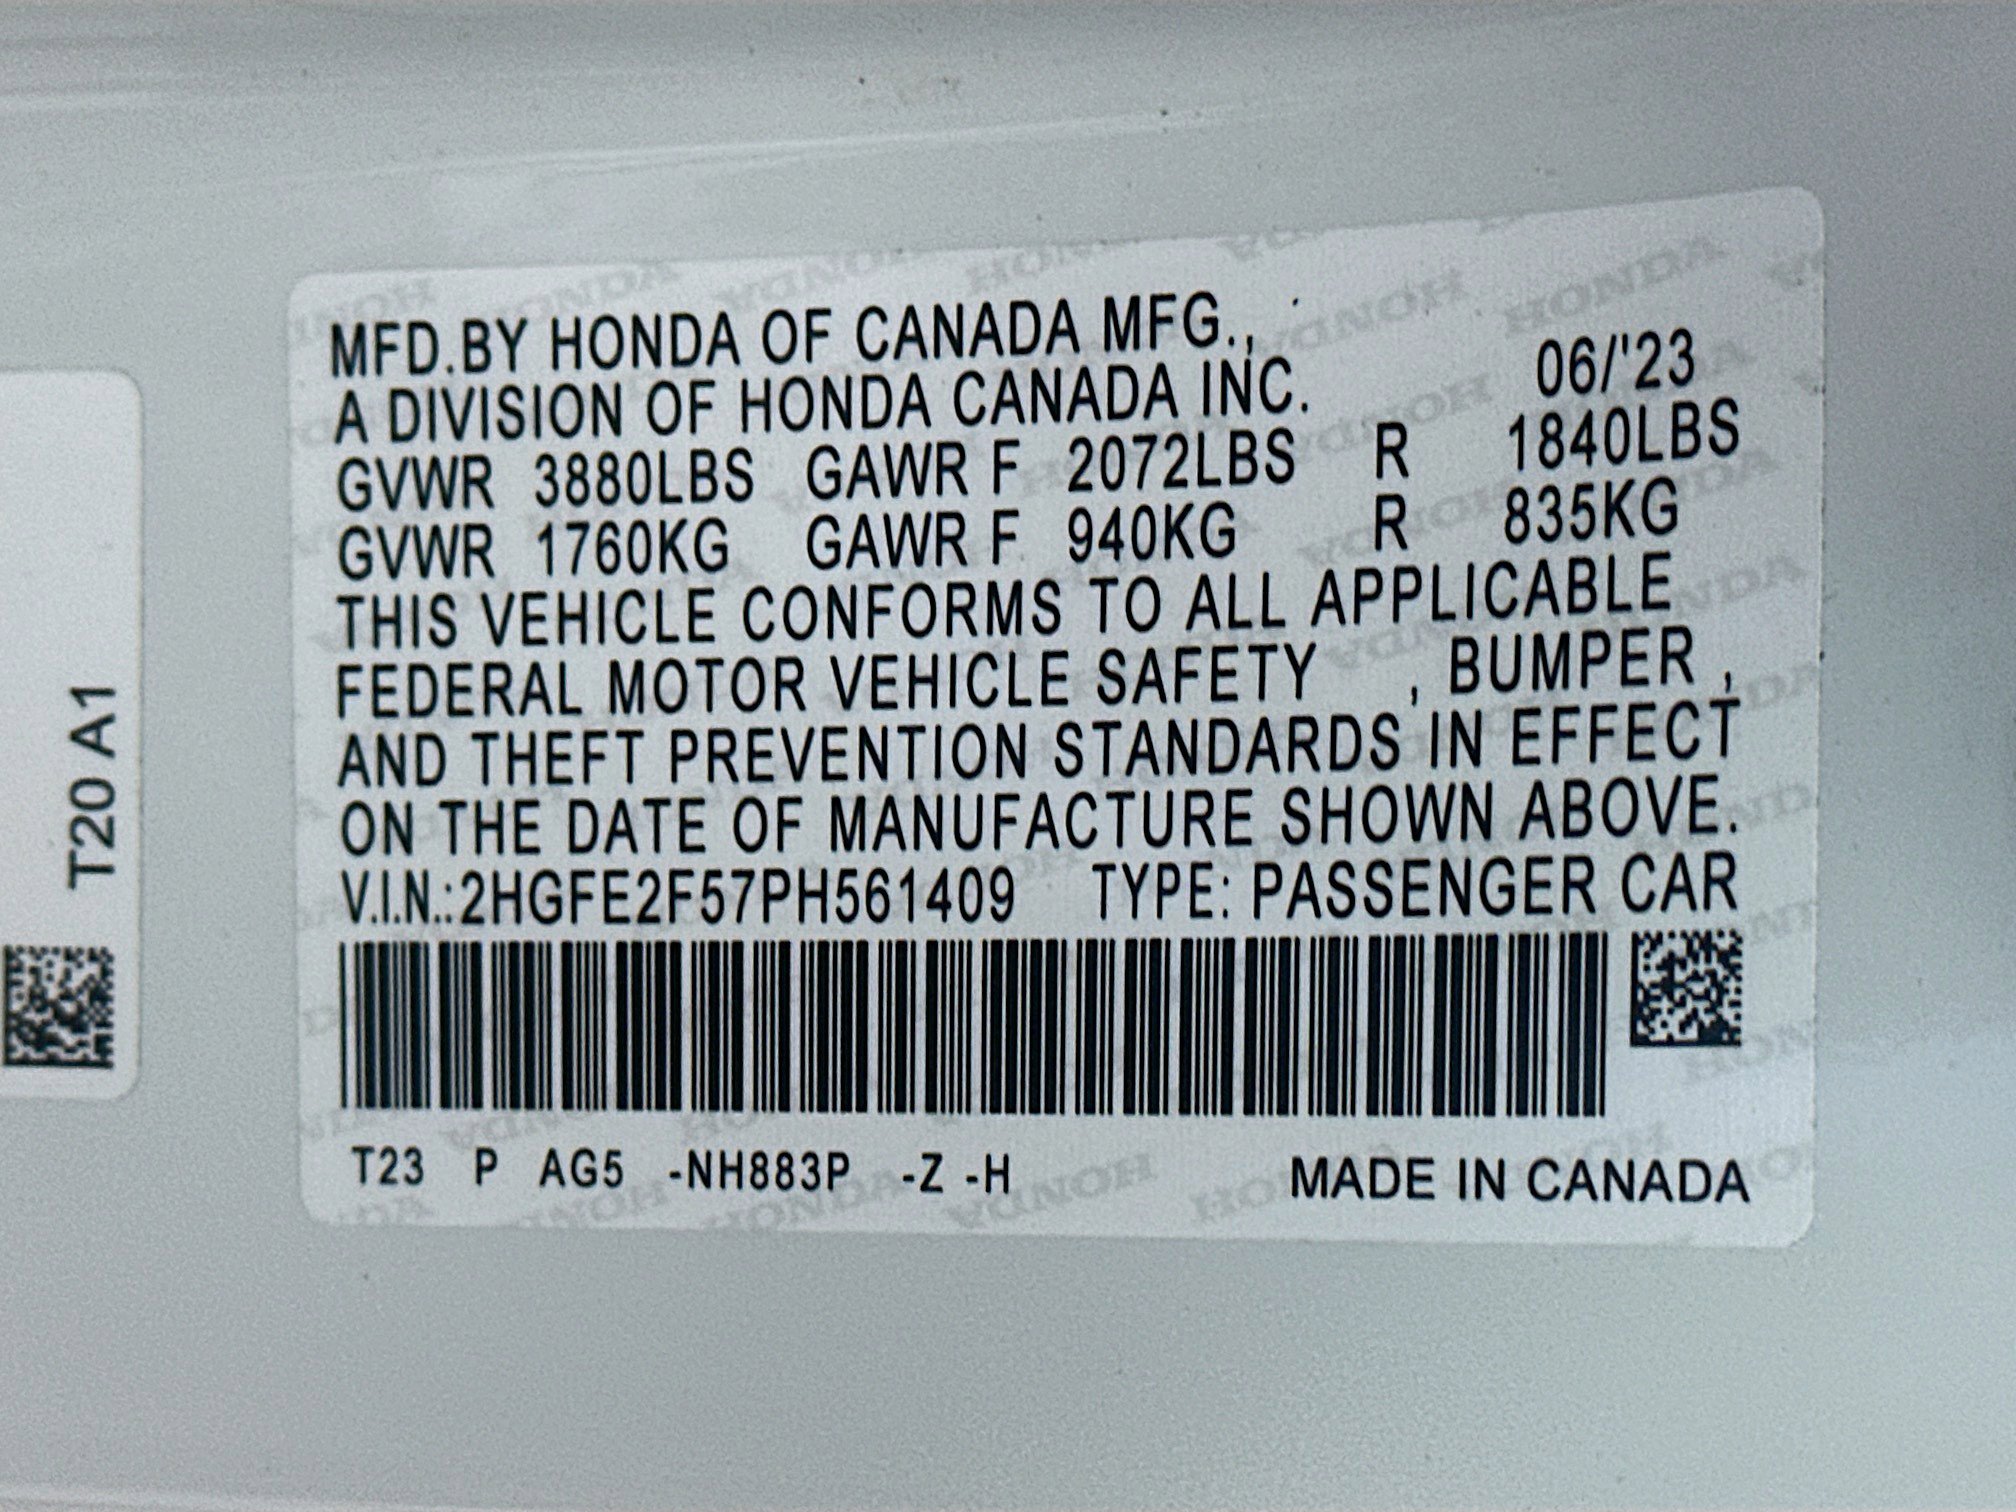 MFD.BY HONDA OF CANADA MFG.,
A DIVISION OF HONDA CANADA INC. 06/'23
GVWR 3880LBS GAWR F 2072LBS R 1840LBS
GVWR 1760KG GAWR F 940KG R 835KG
THIS VEHICLE CONFORMS TO ALL APPLICABLE
FEDERAL MOTOR VEHICLE SAFETY , BUMPER ,
AND THEFT PREVENTION STANDARDS IN EFFECT
ON THE DATE OF MANUFACTURE SHOWN ABOVE.
V.I.N.:2HGFE2F57PH561409 TYPE: PASSENGER CAR
T23 P AG5 -NH883P -Z -H MADE IN CANADA
T20 A1